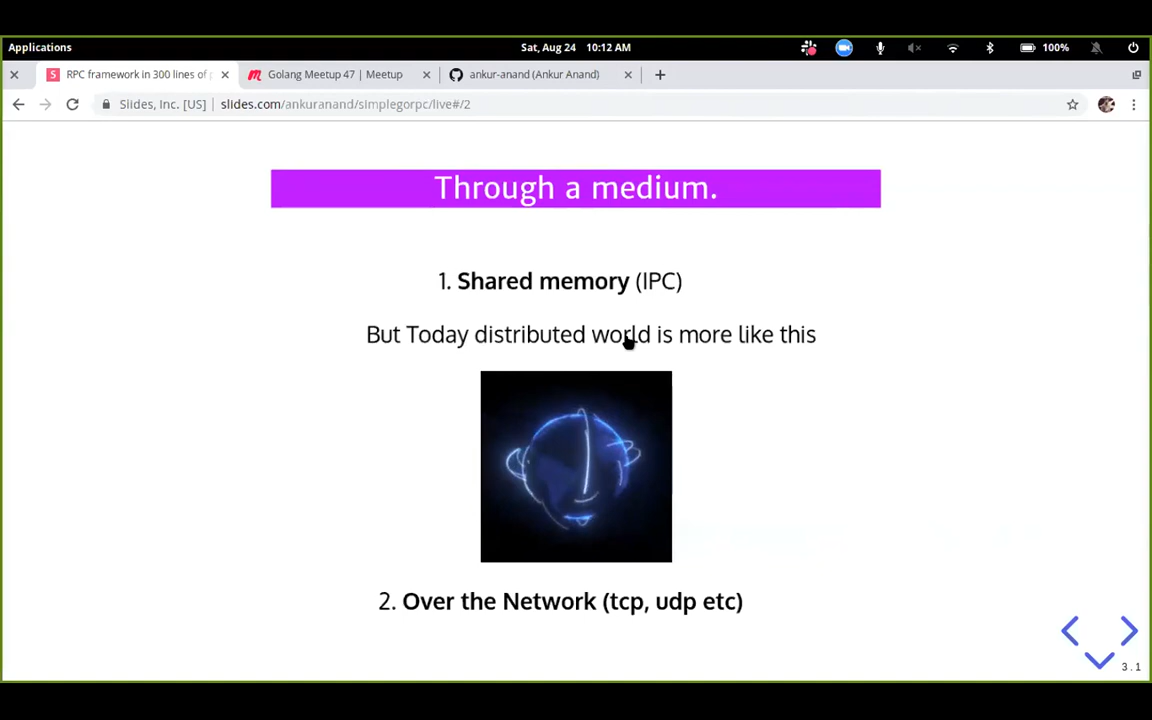 Applications
Sat, Aug 24 10:12 AM
100%
RPC framework in 300 lines of
Golang Meetup 47 | Meetup
ankur-anand (Ankur Anand)
Slides, Inc. [US] | slides.com/ankuranand/simplegorpc/live#/2
Through a medium.
1. Shared memory (IPC)
But Today distributed world is more like this
2. Over the Network (tcp, udp etc)
3.1